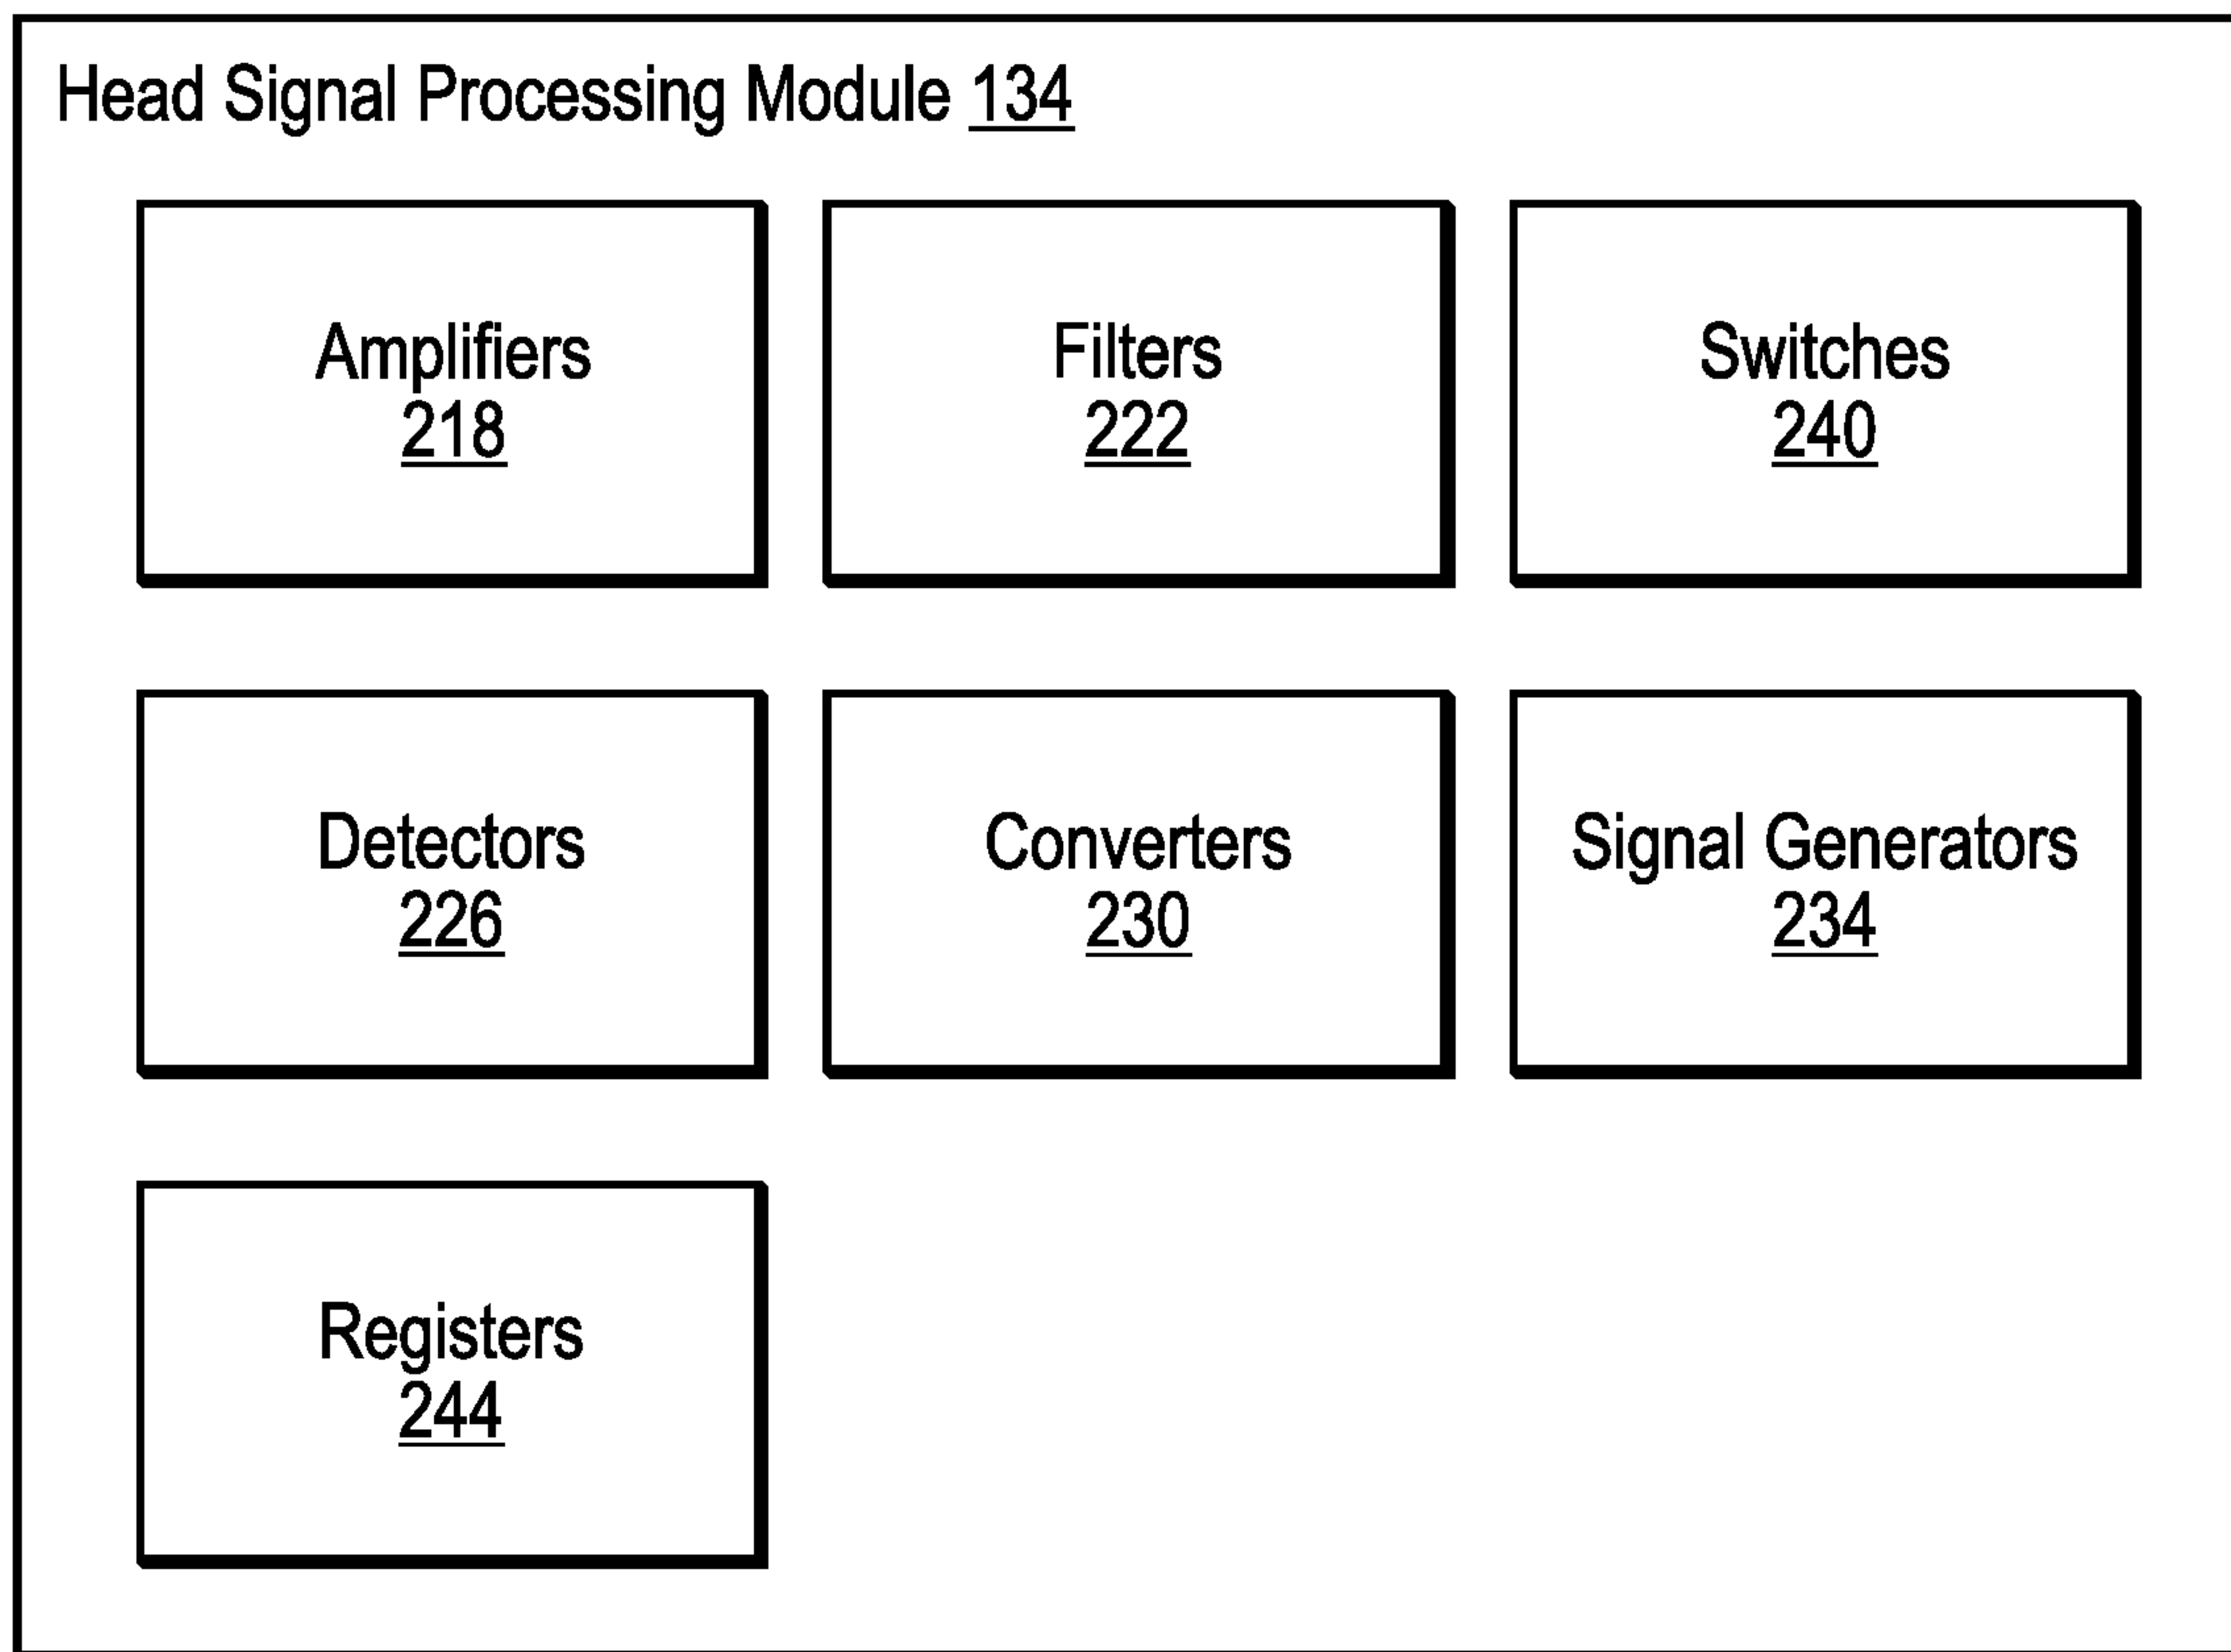 Head Signal Processing Module 134
Amplifiers
218
Filters
222
Switches
240
Detectors
226
Converters
230
Signal Generators
234
Registers
244